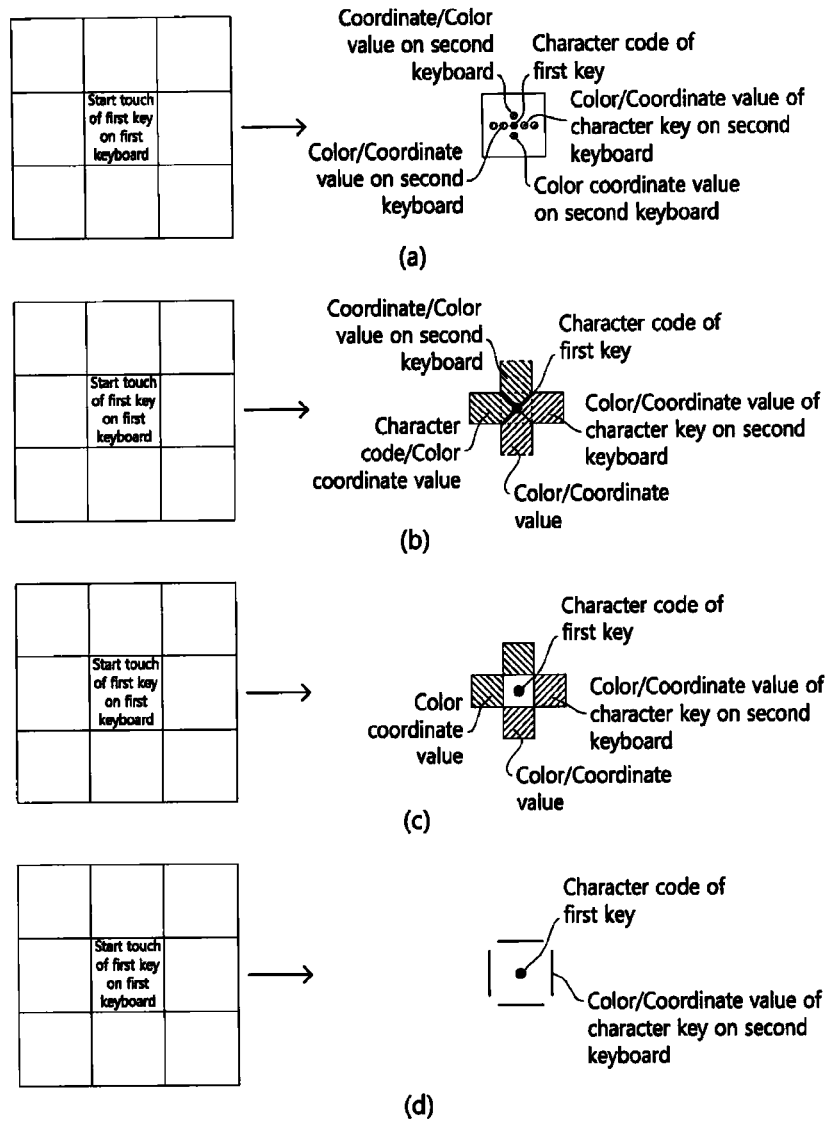 Coordinate/Color
value on second
keyboard
Character code of
first key
Start touch
of first key
on first
keyboard
Color/Coordinate value of
character key on second
keyboard
Color/Coordinate
value on second
keyboard
Color coordinate value
on second keyboard
(a)
Coordinate/Color
value on second
keyboard
Character code of
first key
Start touch
of first key
on first
keyboard
Color/Coordinate value of
character key on second
keyboard
Character
code/Color
coordinate value
Color/Coordinate
value
(b)
Character code of
first key
Start touch
of first key
on first
keyboard
Color
coordinate
value
Color/Coordinate value of
character key on second
keyboard
Color/Coordinate
value
(c)
Character code of
first key
Start touch
of first key
on first
keyboard
Color/Coordinate value of
character key on second
keyboard
(d)